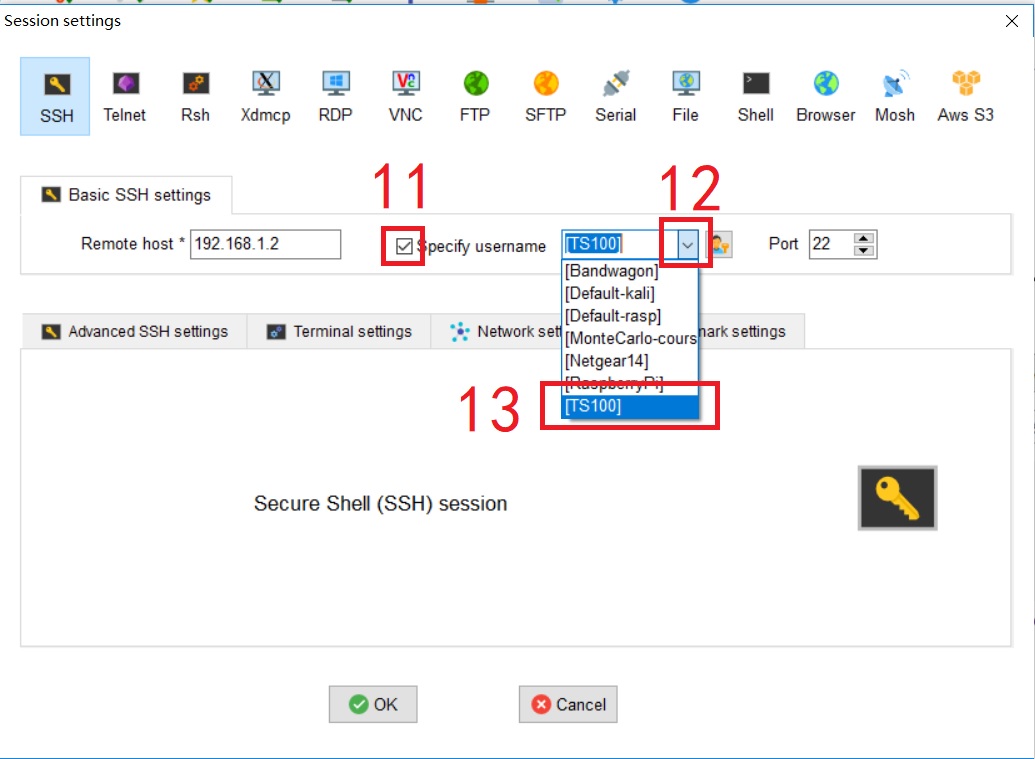 Session settings
SSH Telnet Rsh Xdmcp RDP VNC FTP SFTP Serial File Shell Browser Mosh Aws S3
11 12
Basic SSH settings
Remote host * 192.168.1.2 Specify username [TS100] Port 22
[Bandwagon]
[Default-kali]
[Default-rasp]
Advanced SSH settings Terminal settings Network sett mark settings
[MonteCarlo-cours
[Netgear14]
[RaspberryPi]
13 [TS100]
Secure Shell (SSH) session
OK Cancel